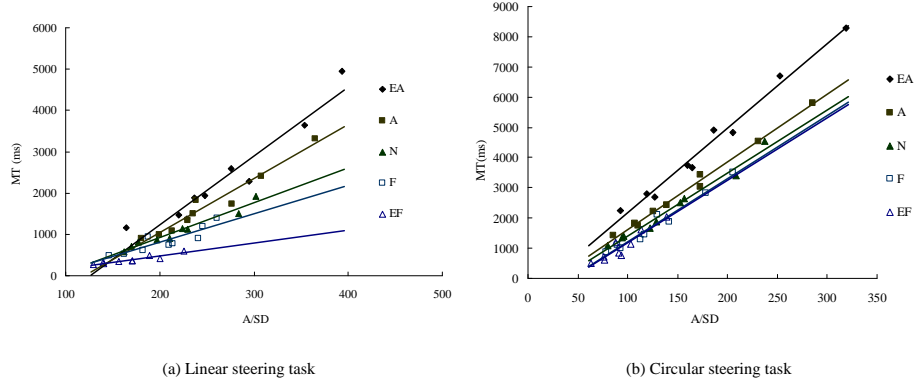 6000
5000
4000
3000
2000
1000
0
MT (ms)
100
200
300
400
500
A/SD
EA
A
N
F
EF
(a) Linear steering task
9000
8000
7000
6000
5000
4000
3000
2000
1000
0
MT(ms)
0
50
100
150
200
250
300
350
A/SD
EA
A
N
F
EF
(b) Circular steering task